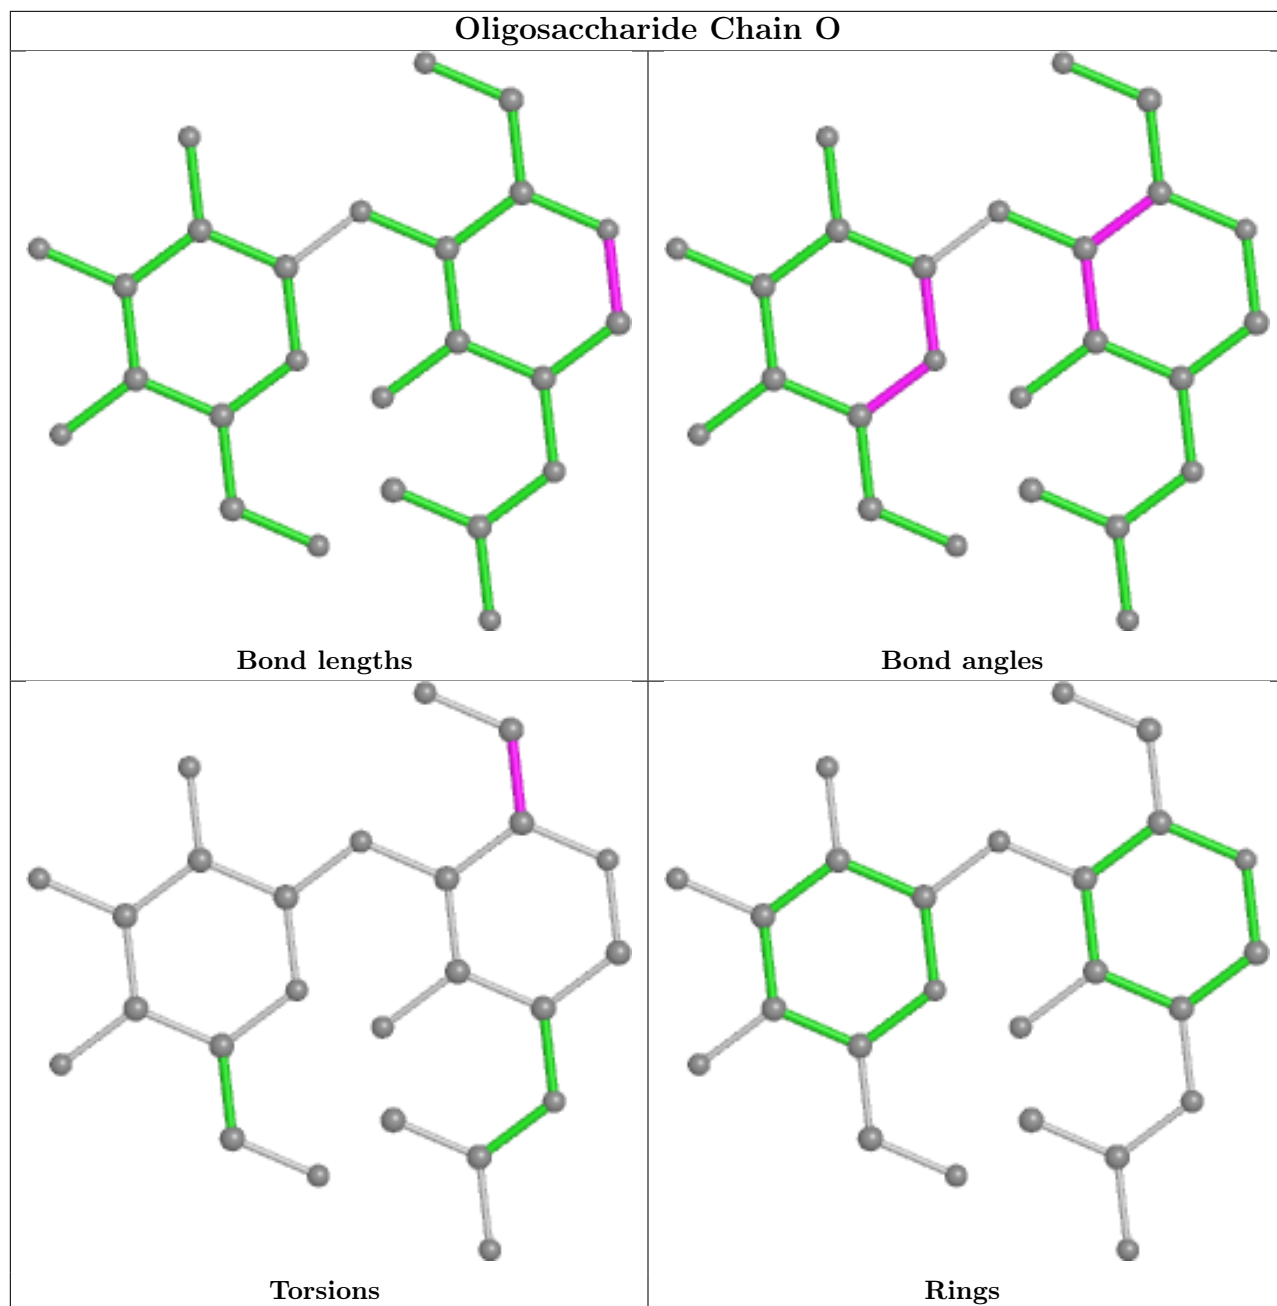 Oligosaccharide Chain O
Bond lengths
Bond angles
Torsions
Rings